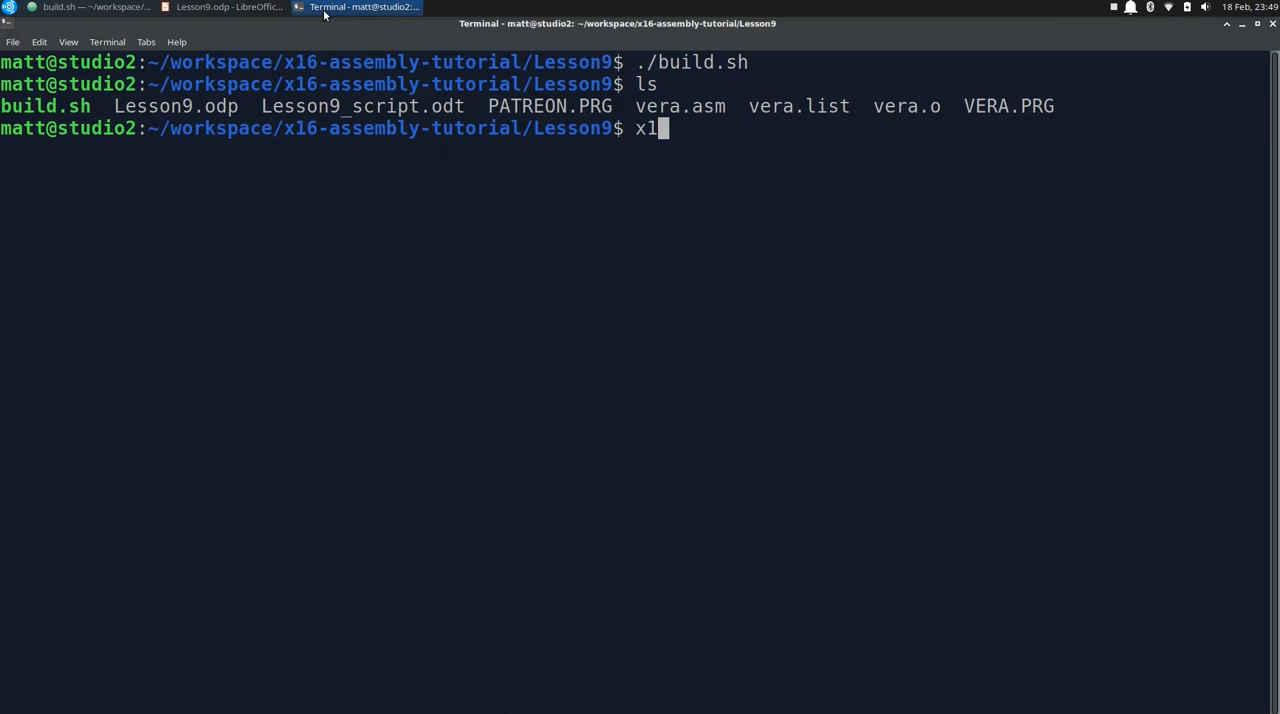 build.sh — ~/workspace/... Lesson9.odp - LibreOffic... Terminal - matt@studio2:... 18 Feb, 23:49
Terminal - matt@studio2: ~/workspace/x16-assembly-tutorial/Lesson9
File Edit View Terminal Tabs Help
matt@studio2:~/workspace/x16-assembly-tutorial/Lesson9$ ./build.sh
matt@studio2:~/workspace/x16-assembly-tutorial/Lesson9$ ls
build.sh Lesson9.odp Lesson9_script.odt PATREON.PRG vera.asm vera.list vera.o VERA.PRG
matt@studio2:~/workspace/x16-assembly-tutorial/Lesson9$ x1